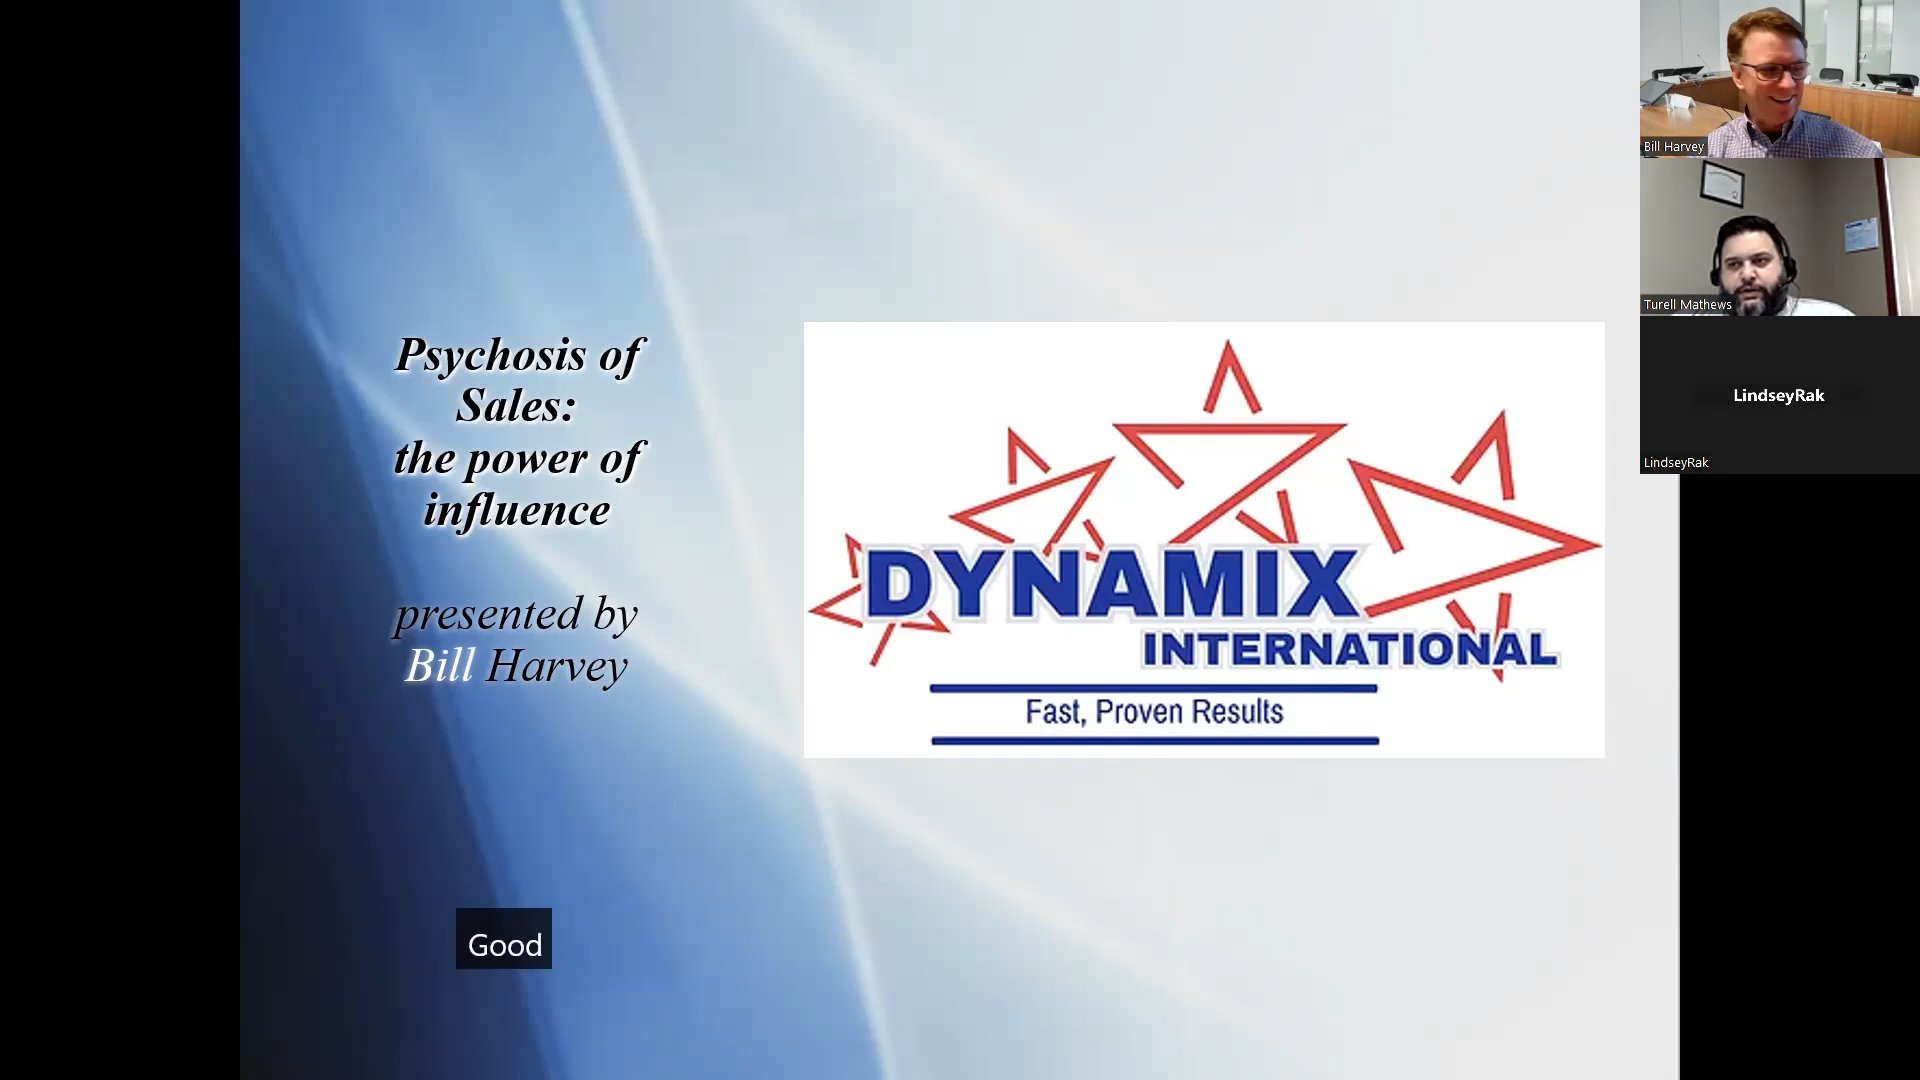 Psychosis of
Sales:
the power of
influence
presented by
Bill Harvey
DYNAMIX
INTERNATIONAL
Fast, Proven Results
Good
Bill Harvey
Turell Mathews
LindseyRak
LindseyRak